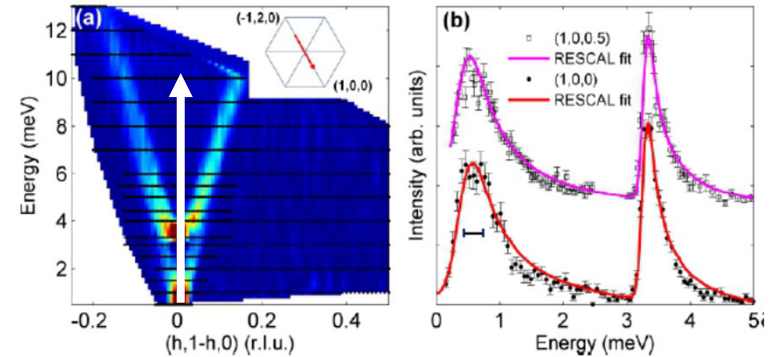 (a)
(-1,2,0)
(1,0,0)
12
10
8
6
4
2
Energy (meV)
-0.2 0 0.2 0.4
(h,1-h,0) (r.l.u.)
(b)
(1,0,0.5)
RESCAL fit
(1,0,0)
RESCAL fit
Intensity (arb. units)
0 1 2 3 4 5
Energy (meV)